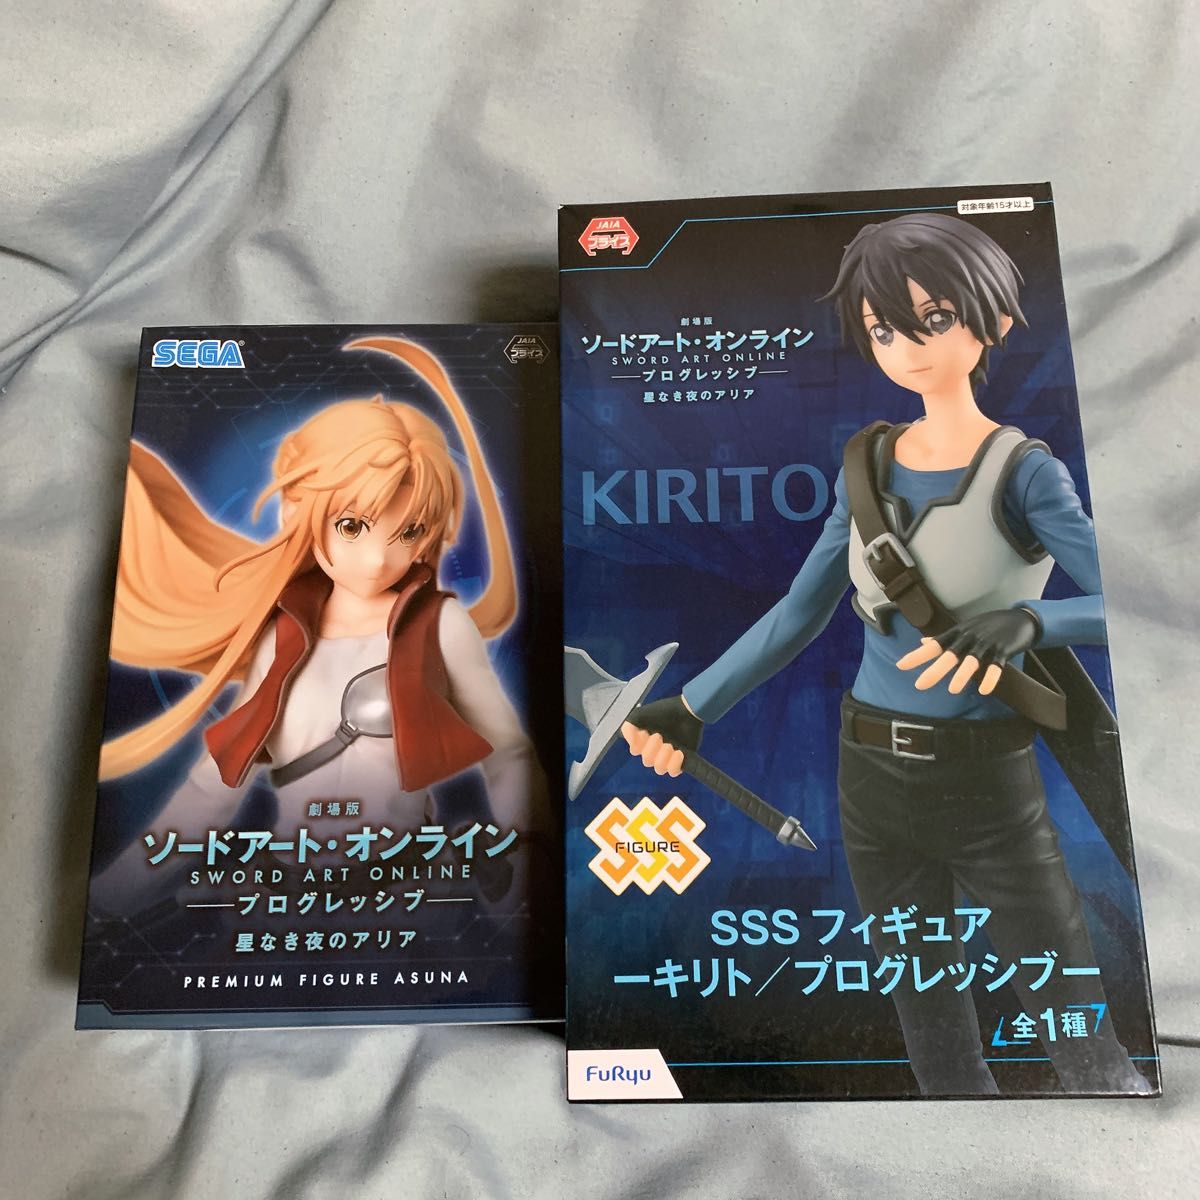 SEGA®
JAIA
プライズ
劇場版
ソードアート・オンライン
SWORD ART ONLINE
プログレッシブ
星なき夜のアリア
PREMIUM FIGURE ASUNA
JAIA
プライズ
対象年齢15才以上
劇場版
ソードアート・オンライン
SWORD ART ONLINE
プログレッシブ
星なき夜のアリア
KIRITO
SSS
FIGURE
SSS フィギュア
ーキリト/プログレッシブー
全1種
FuRyu